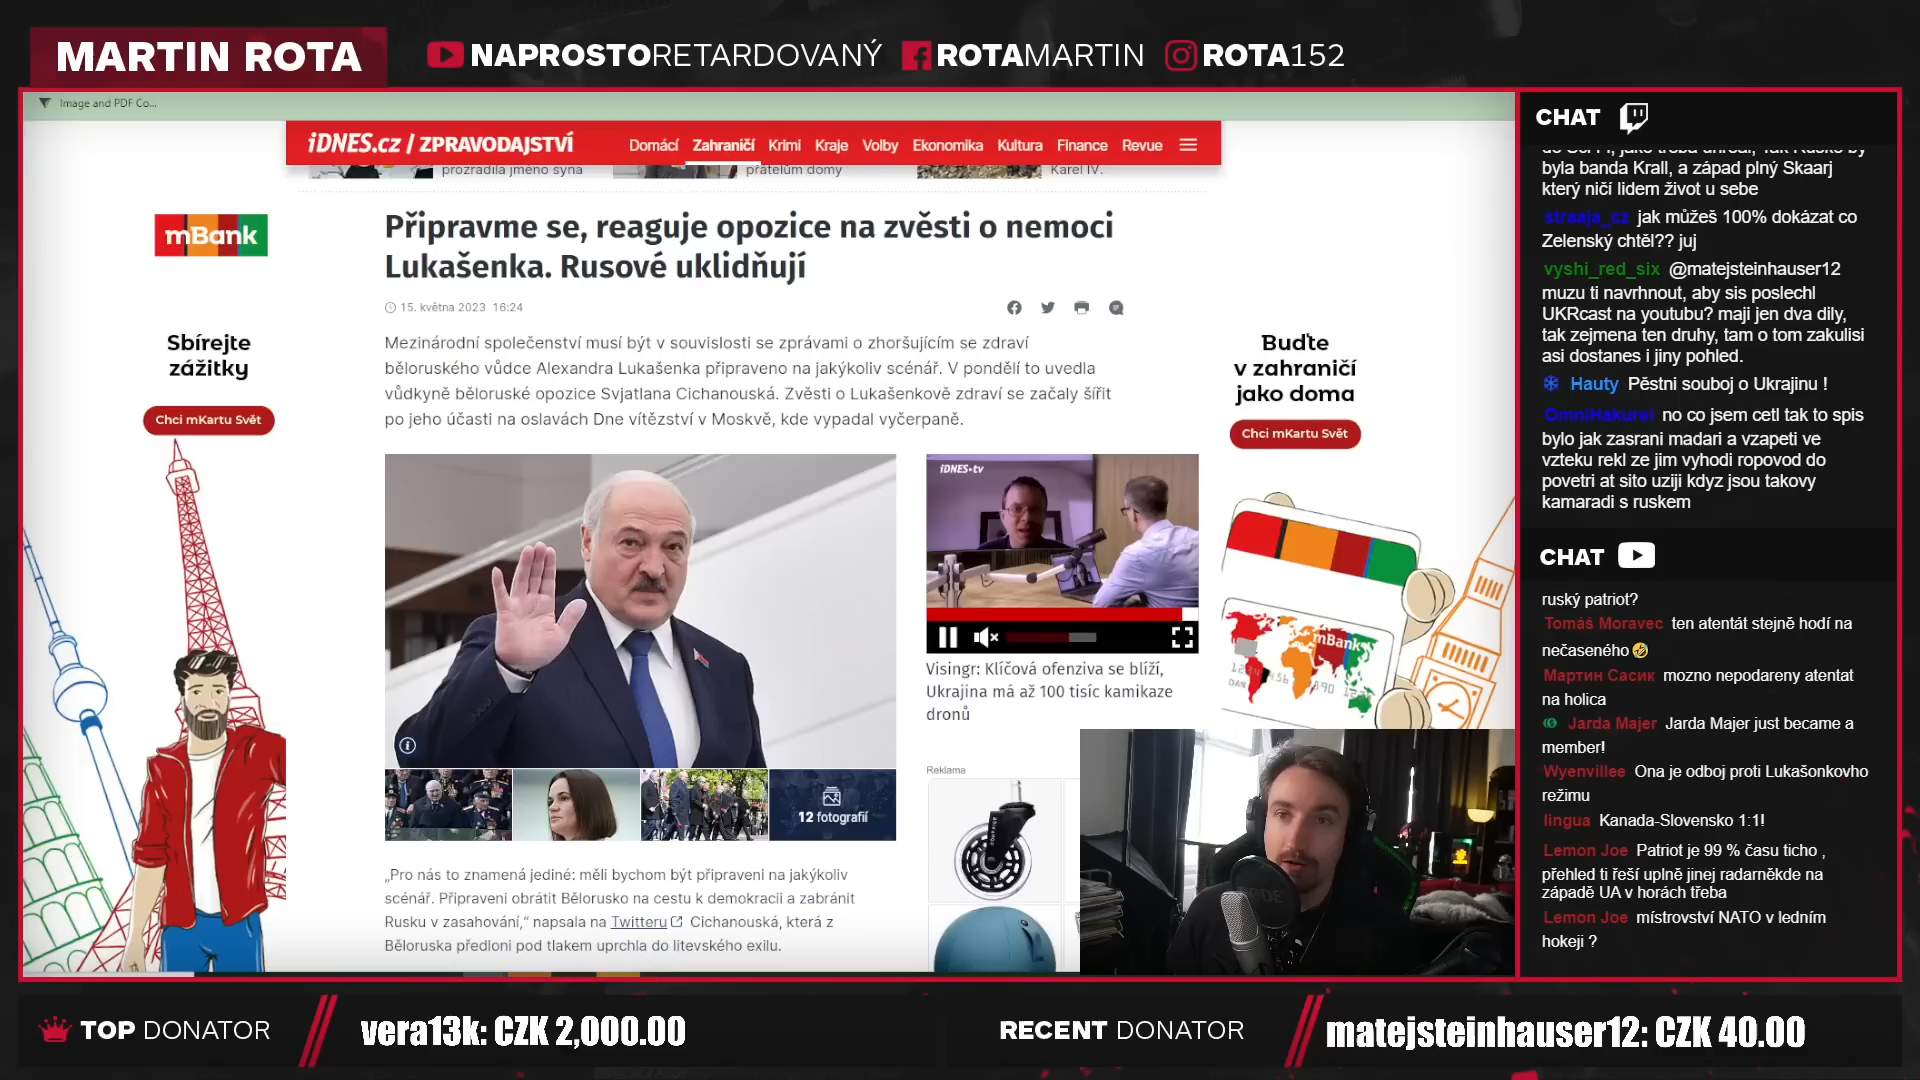 MARTIN ROTA
NAPROSTORETARDOVANÝ
ROTAMARTIN
ROTA152
Image and PDF Co...
iDNES.cz / ZPRAVODAJSTVÍ
Domácí Zahraničí Krimi Kraje Volby Ekonomika Kultura Finance Revue
prozradila jméno syna
přátelům domy
Karel IV.
mBank
Sbírejte
zážitky
Chci mKartu Svět
Připravme se, reaguje opozice na zvěsti o nemoci
Lukašenka. Rusové uklidňují
15. května 2023 16:24
Mezinárodní společenství musí být v souvislosti se zprávami o zhoršujícím se zdraví
běloruského vůdce Alexandra Lukašenka připraveno na jakýkoliv scénář. V pondělí to uvedla
vůdkyně běloruské opozice Svjatlana Cichanouská. Zvěsti o Lukašenkově zdraví se začaly šířit
po jeho účasti na oslavách Dne vítězství v Moskvě, kde vypadal vyčerpaně.
12 fotografií
„Pro nás to znamená jediné: měli bychom být připraveni na jakýkoliv
scénář. Připraveni obrátit Bělorusko na cestu k demokracii a zabránit
Rusku v zasahování,“ napsala na Twitteru Cichanouská, která z
Běloruska předloni pod tlakem uprchla do litevského exilu.
iDNES•tv
Visingr: Klíčová ofenziva se blíží,
Ukrajina má až 100 tisíc kamikaze
dronů
Reklama
Buďte
v zahraničí
jako doma
Chci mKartu Svět
mBank
RØDE
CHAT
do Sci Fi, jako třeba unreal, Tak Rusko by
byla banda Krall, a západ plný Skaarj
který ničí lidem život u sebe
straaja_cz jak můžeš 100% dokázat co
Zelenský chtěl?? juj
vyshi_red_six @matejsteinhauser12
muzu ti navrhnout, aby sis poslechl
UKRcast na youtubu? maji jen dva dily,
tak zejmena ten druhy, tam o tom zakulisi
asi dostanes i jiny pohled.
Hauty Pěstni souboj o Ukrajinu !
OmniHakurei no co jsem cetl tak to spis
bylo jak zasrani madari a vzapeti ve
vzteku rekl ze jim vyhodi ropovod do
povetri at sito uziji kdyz jsou takovy
kamaradi s ruskem
CHAT
ruský patriot?
Tomáš Moravec ten atentát stejně hodí na
nečaseného🤣
Мартин Сасик mozno nepodareny atentat
na holica
Jarda Majer Jarda Majer just became a
member!
Wyenvillee Ona je odboj proti Lukašonkovho
režimu
lingua Kanada-Slovensko 1:1!
Lemon Joe Patriot je 99 % času ticho ,
přehled ti řeší uplně jinej radarněkde na
západě UA v horách třeba
Lemon Joe místrovství NATO v ledním
hokeji ?
TOP DONATOR
vera13k: CZK 2,000.00
RECENT DONATOR
matejsteinhauser12: CZK 40.00